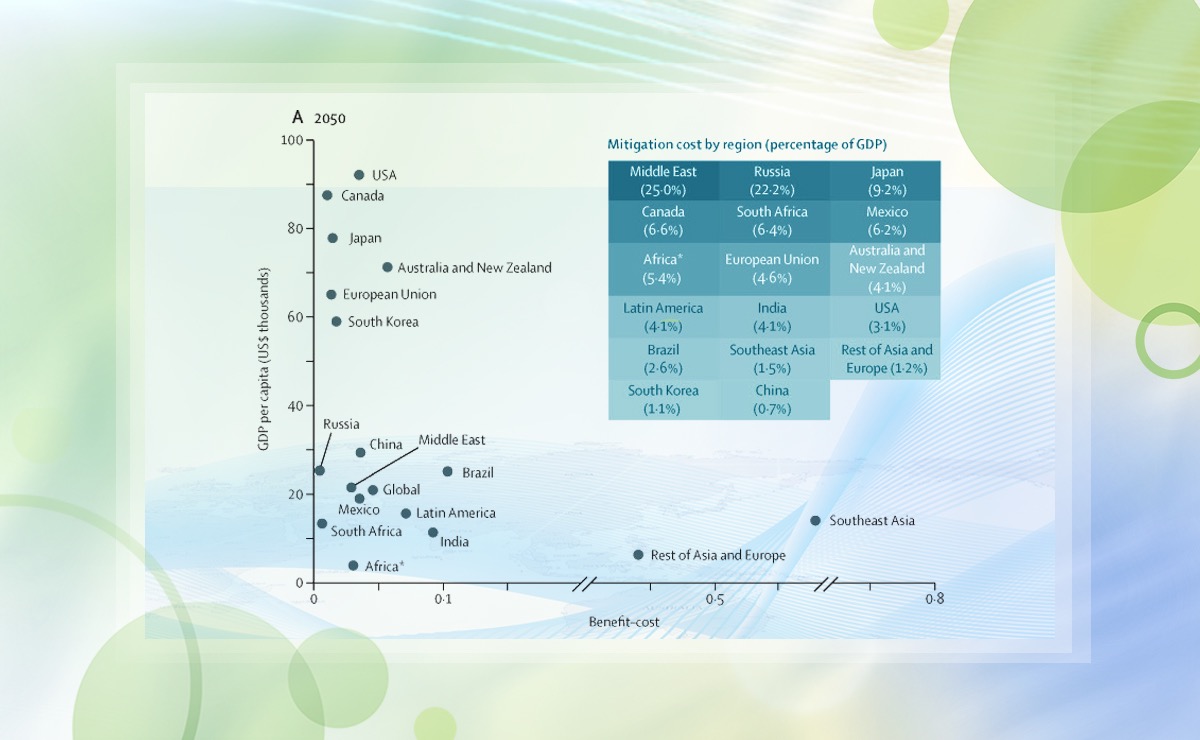 A 2050
100
80
60
40
20
0
GDP per capita (US$ thousands)
USA
Canada
Japan
Australia and New Zealand
European Union
South Korea
Russia
China
Middle East
Brazil
Global
Mexico
Latin America
South Africa
India
Africa*
Southeast Asia
Rest of Asia and Europe
0
0·1
0·5
0·8
Benefit–cost
Mitigation cost by region (percentage of GDP)
Middle East
(25·0%)
Russia
(22·2%)
Japan
(9·2%)
Canada
(6·6%)
South Africa
(6·4%)
Mexico
(6·2%)
Africa*
(5·4%)
European Union
(4·6%)
Australia and
New Zealand
(4·1%)
Latin America
(4·1%)
India
(4·1%)
USA
(3·1%)
Brazil
(2·6%)
Southeast Asia
(1·5%)
Rest of Asia and
Europe (1·2%)
South Korea
(1·1%)
China
(0·7%)